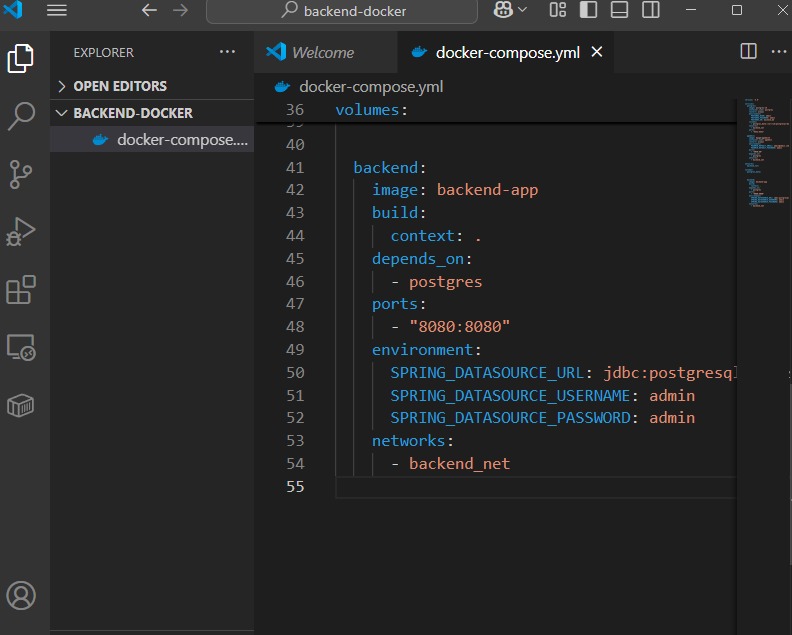 backend-docker
EXPLORER
OPEN EDITORS
BACKEND-DOCKER
docker-compose....
Welcome
docker-compose.yml
docker-compose.yml
36 volumes:
40
41 backend:
42 image: backend-app
43 build:
44 context: .
45 depends_on:
46 - postgres
47 ports:
48 - "8080:8080"
49 environment:
50 SPRING_DATASOURCE_URL: jdbc:postgresql
51 SPRING_DATASOURCE_USERNAME: admin
52 SPRING_DATASOURCE_PASSWORD: admin
53 networks:
54 - backend_net
55